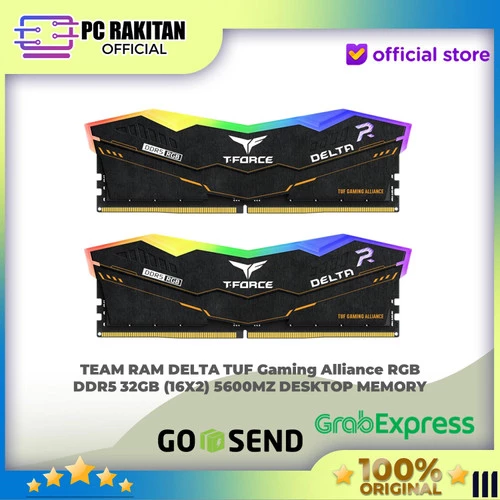 PC RAKITAN
OFFICIAL
official store
DDR5 RGB
T-FORCE
DELTA
R
TUF GAMING ALLIANCE
DDR5 RGB
T-FORCE
DELTA
R
TUF GAMING ALLIANCE
TEAM RAM DELTA TUF Gaming Alliance RGB
DDR5 32GB (16X2) 5600MZ DESKTOP MEMORY
GO SEND
GrabExpress
100%
ORIGINAL